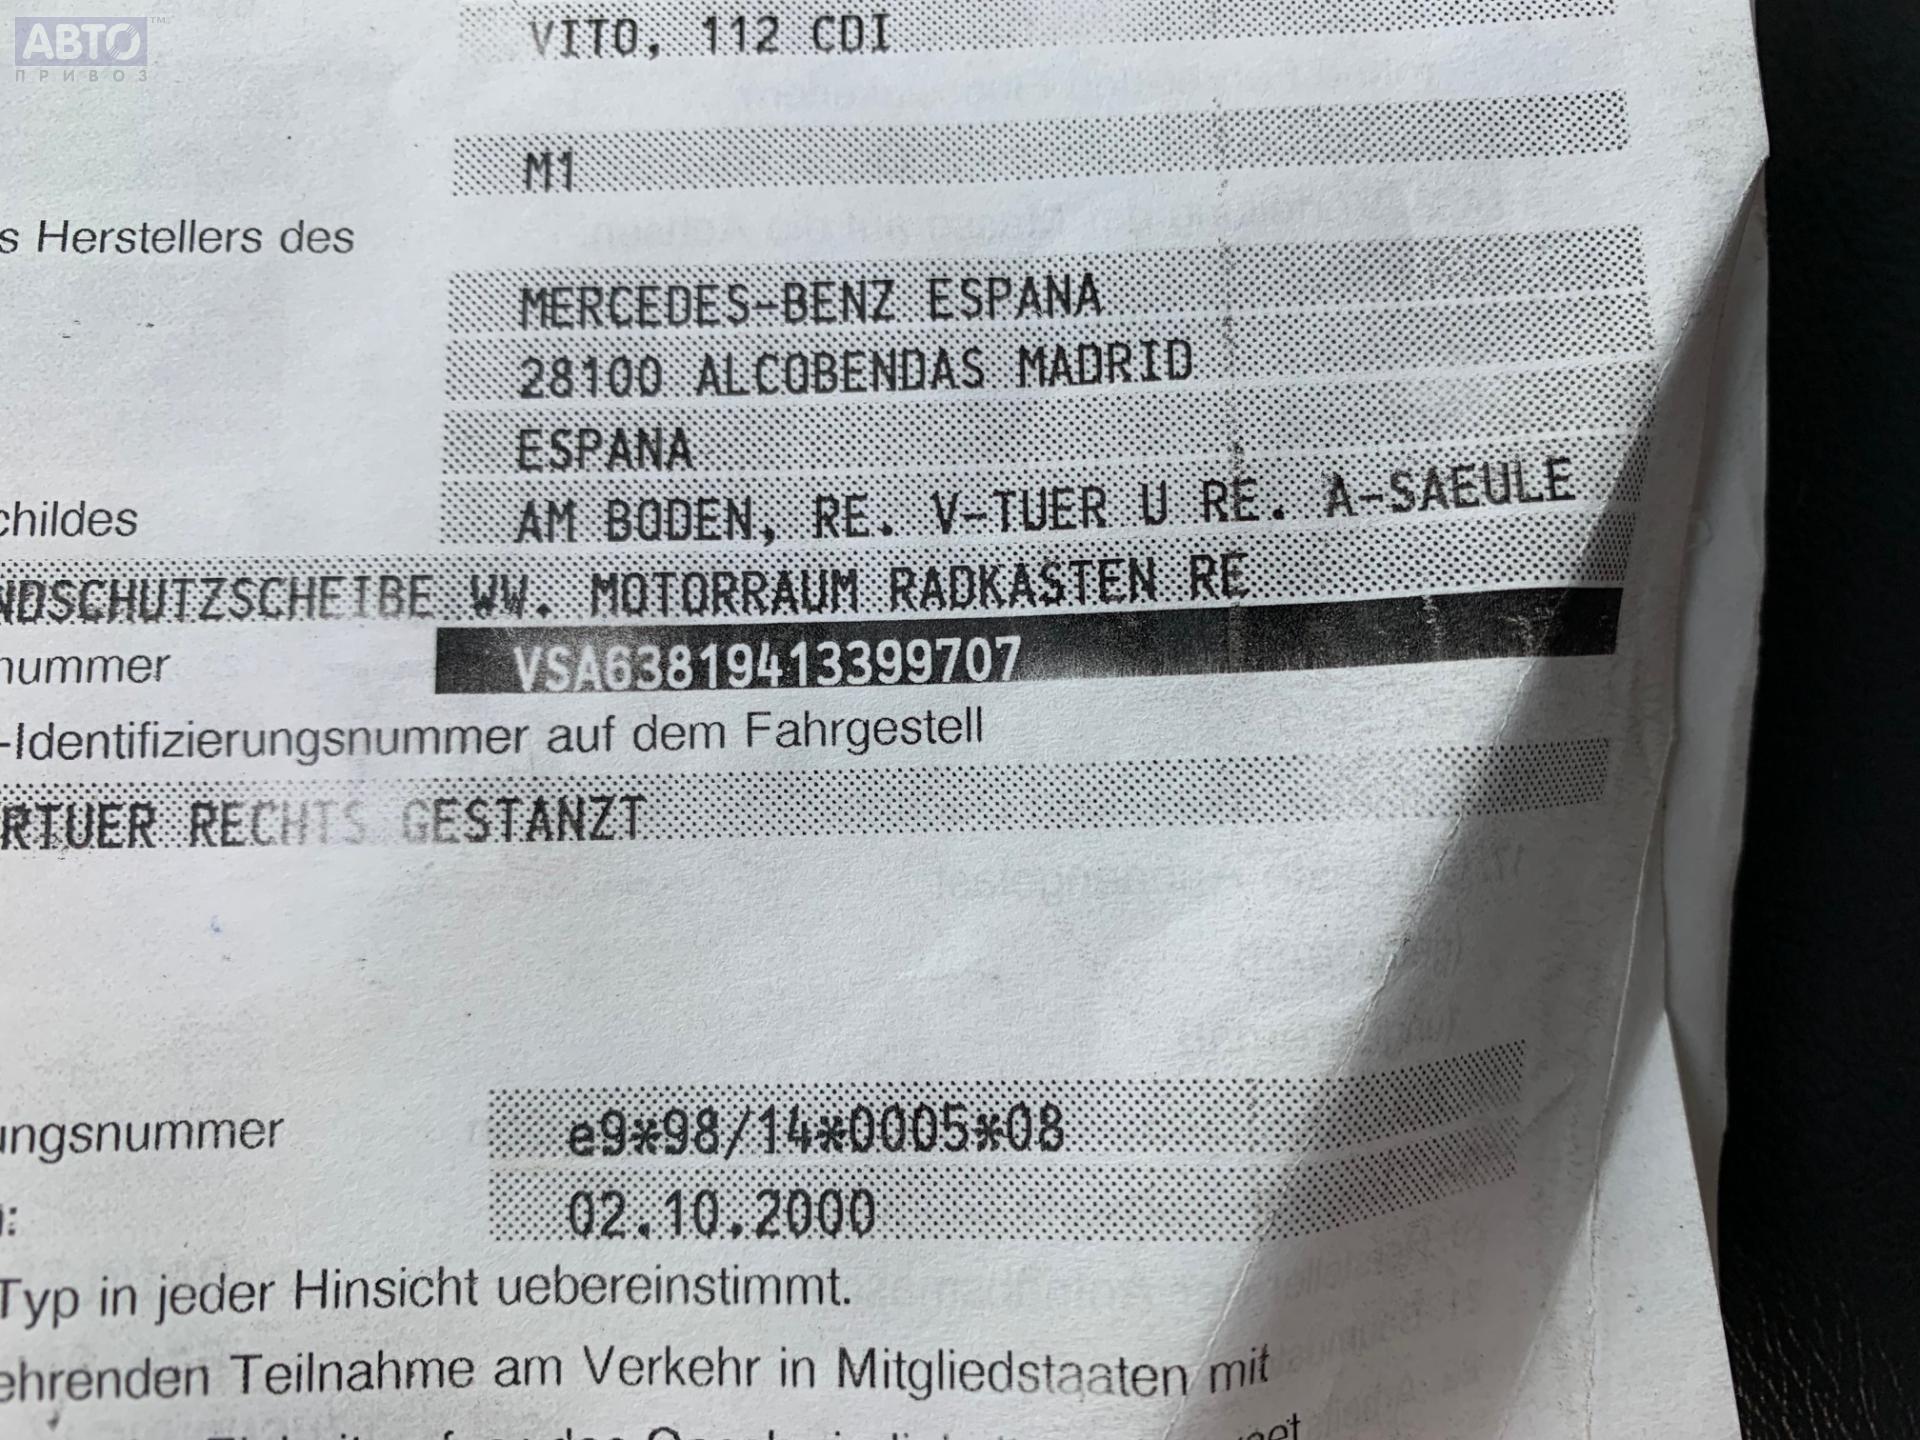 АВТО™
ПРИВОЗ
VITO, 112 CDI
M1
s Herstellers des
MERCEDES-BENZ ESPANA
28100 ALCOBENDAS MADRID
ESPANA
childes AM BODEN, RE. V-TUER U RE. A-SAEULE
NDSCHUTZSCHEIBE WW. MOTORRAUM RADKASTEN RE
nummer VSA63819413399707
-Identifizierungsnummer auf dem Fahrgestell
RTUER RECHTS GESTANZT
ungsnummer e9*98/14*0005*08
: 02.10.2000
Typ in jeder Hinsicht uebereinstimmt.
ehrenden Teilnahme am Verkehr in Mitgliedstaaten mit